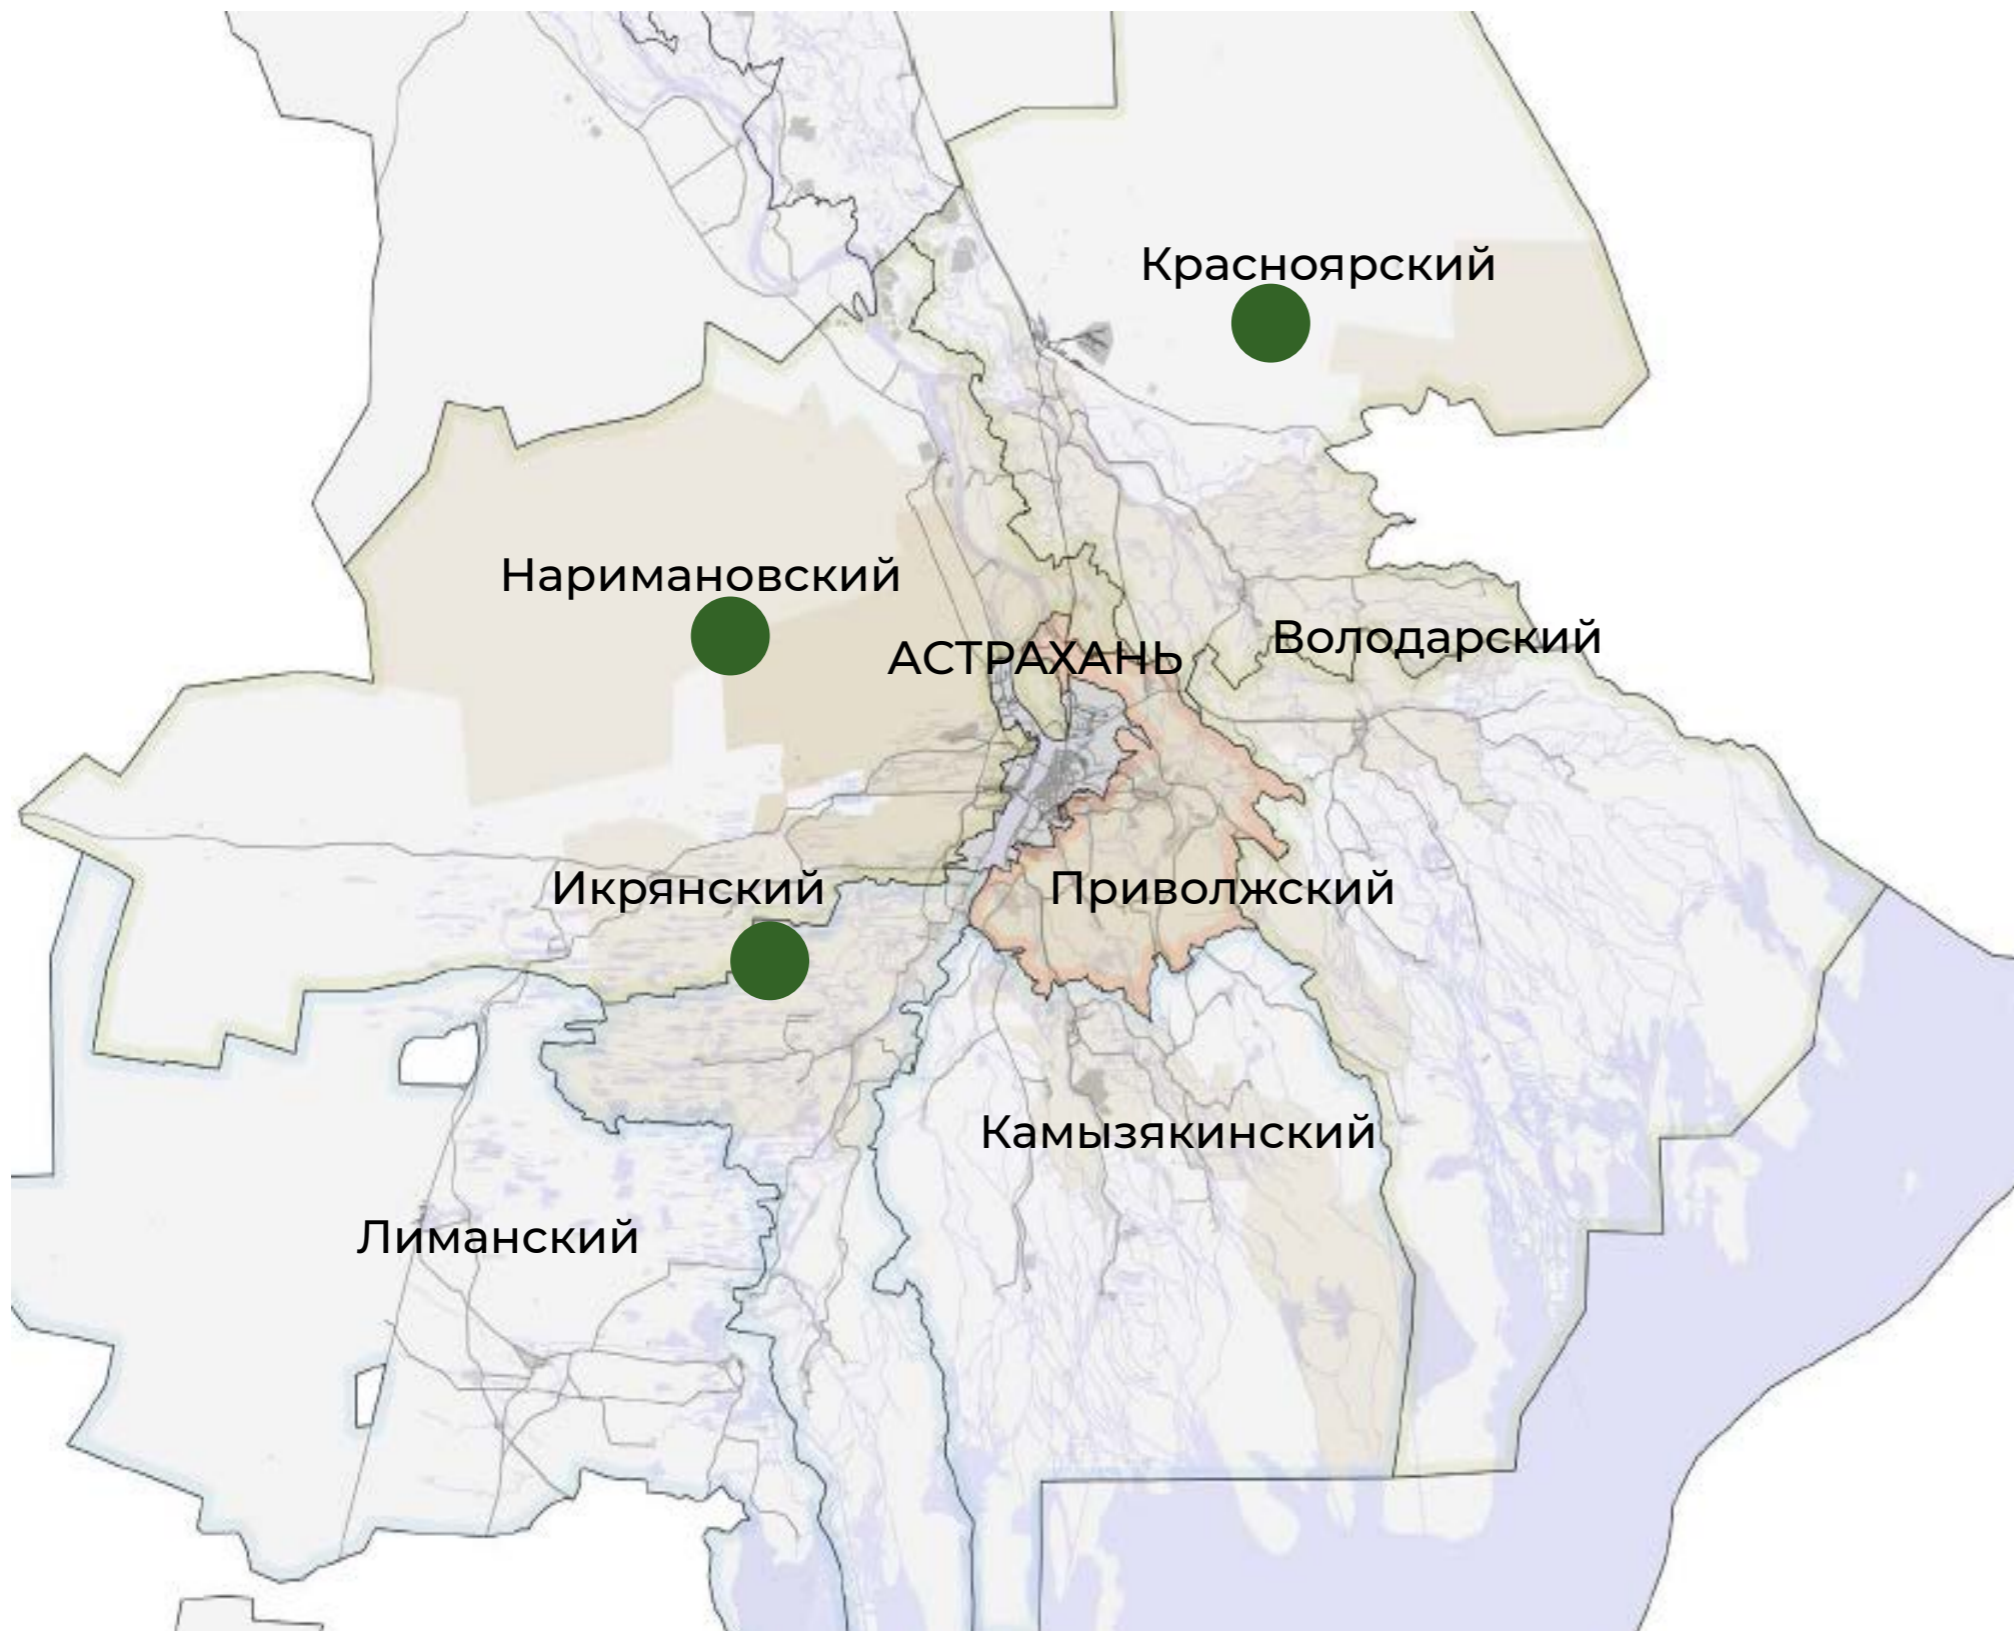 Красноярский
Наримановский
Володарский
АСТРАХАНЬ
Икрянский
Приволжский
Камызякинский
Лиманский